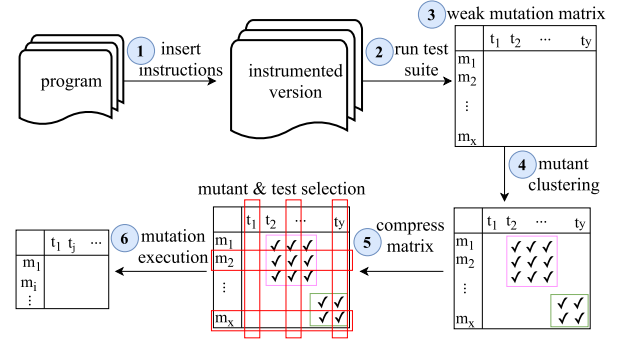 program
1 insert
instructions
instrumented
version
2 run test
suite
3 weak mutation matrix
t1 t2 ... ty
m1
m2
⋮
mx
4 mutant
clustering
t1 t2 ... ty
m1
m2
⋮
mx
✓ ✓ ✓
✓ ✓ ✓
✓ ✓ ✓
✓ ✓
✓ ✓
5 compress
matrix
mutant & test selection
t1 t2 ... ty
m1
m2
⋮
mx
✓ ✓ ✓
✓ ✓ ✓
✓ ✓ ✓
✓ ✓
✓ ✓
6 mutation
execution
t1 tj ...
m1
mi
⋮